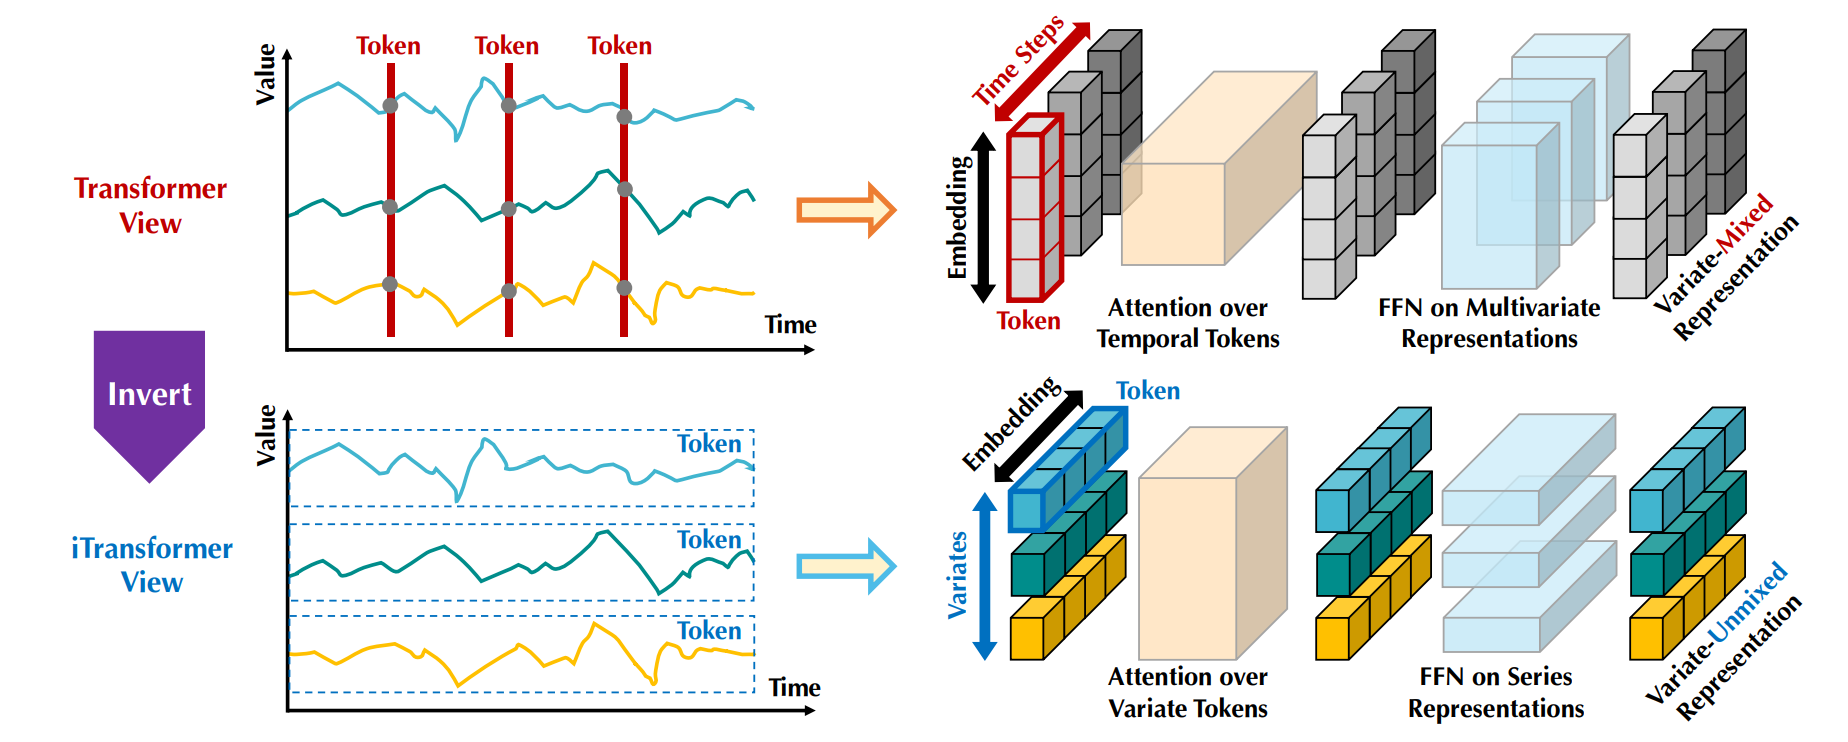 Token
Token
Token
Value
Transformer
View
Time
Time Steps
Embedding
Token
Attention over
Temporal Tokens
FFN on Multivariate
Representations
Variate-Mixed
Representation
Invert
Value
Token
Token
Token
iTransformer
View
Time
Embedding
Token
Variates
Attention over
Variate Tokens
FFN on Series
Representations
Variate-Unmixed
Representation